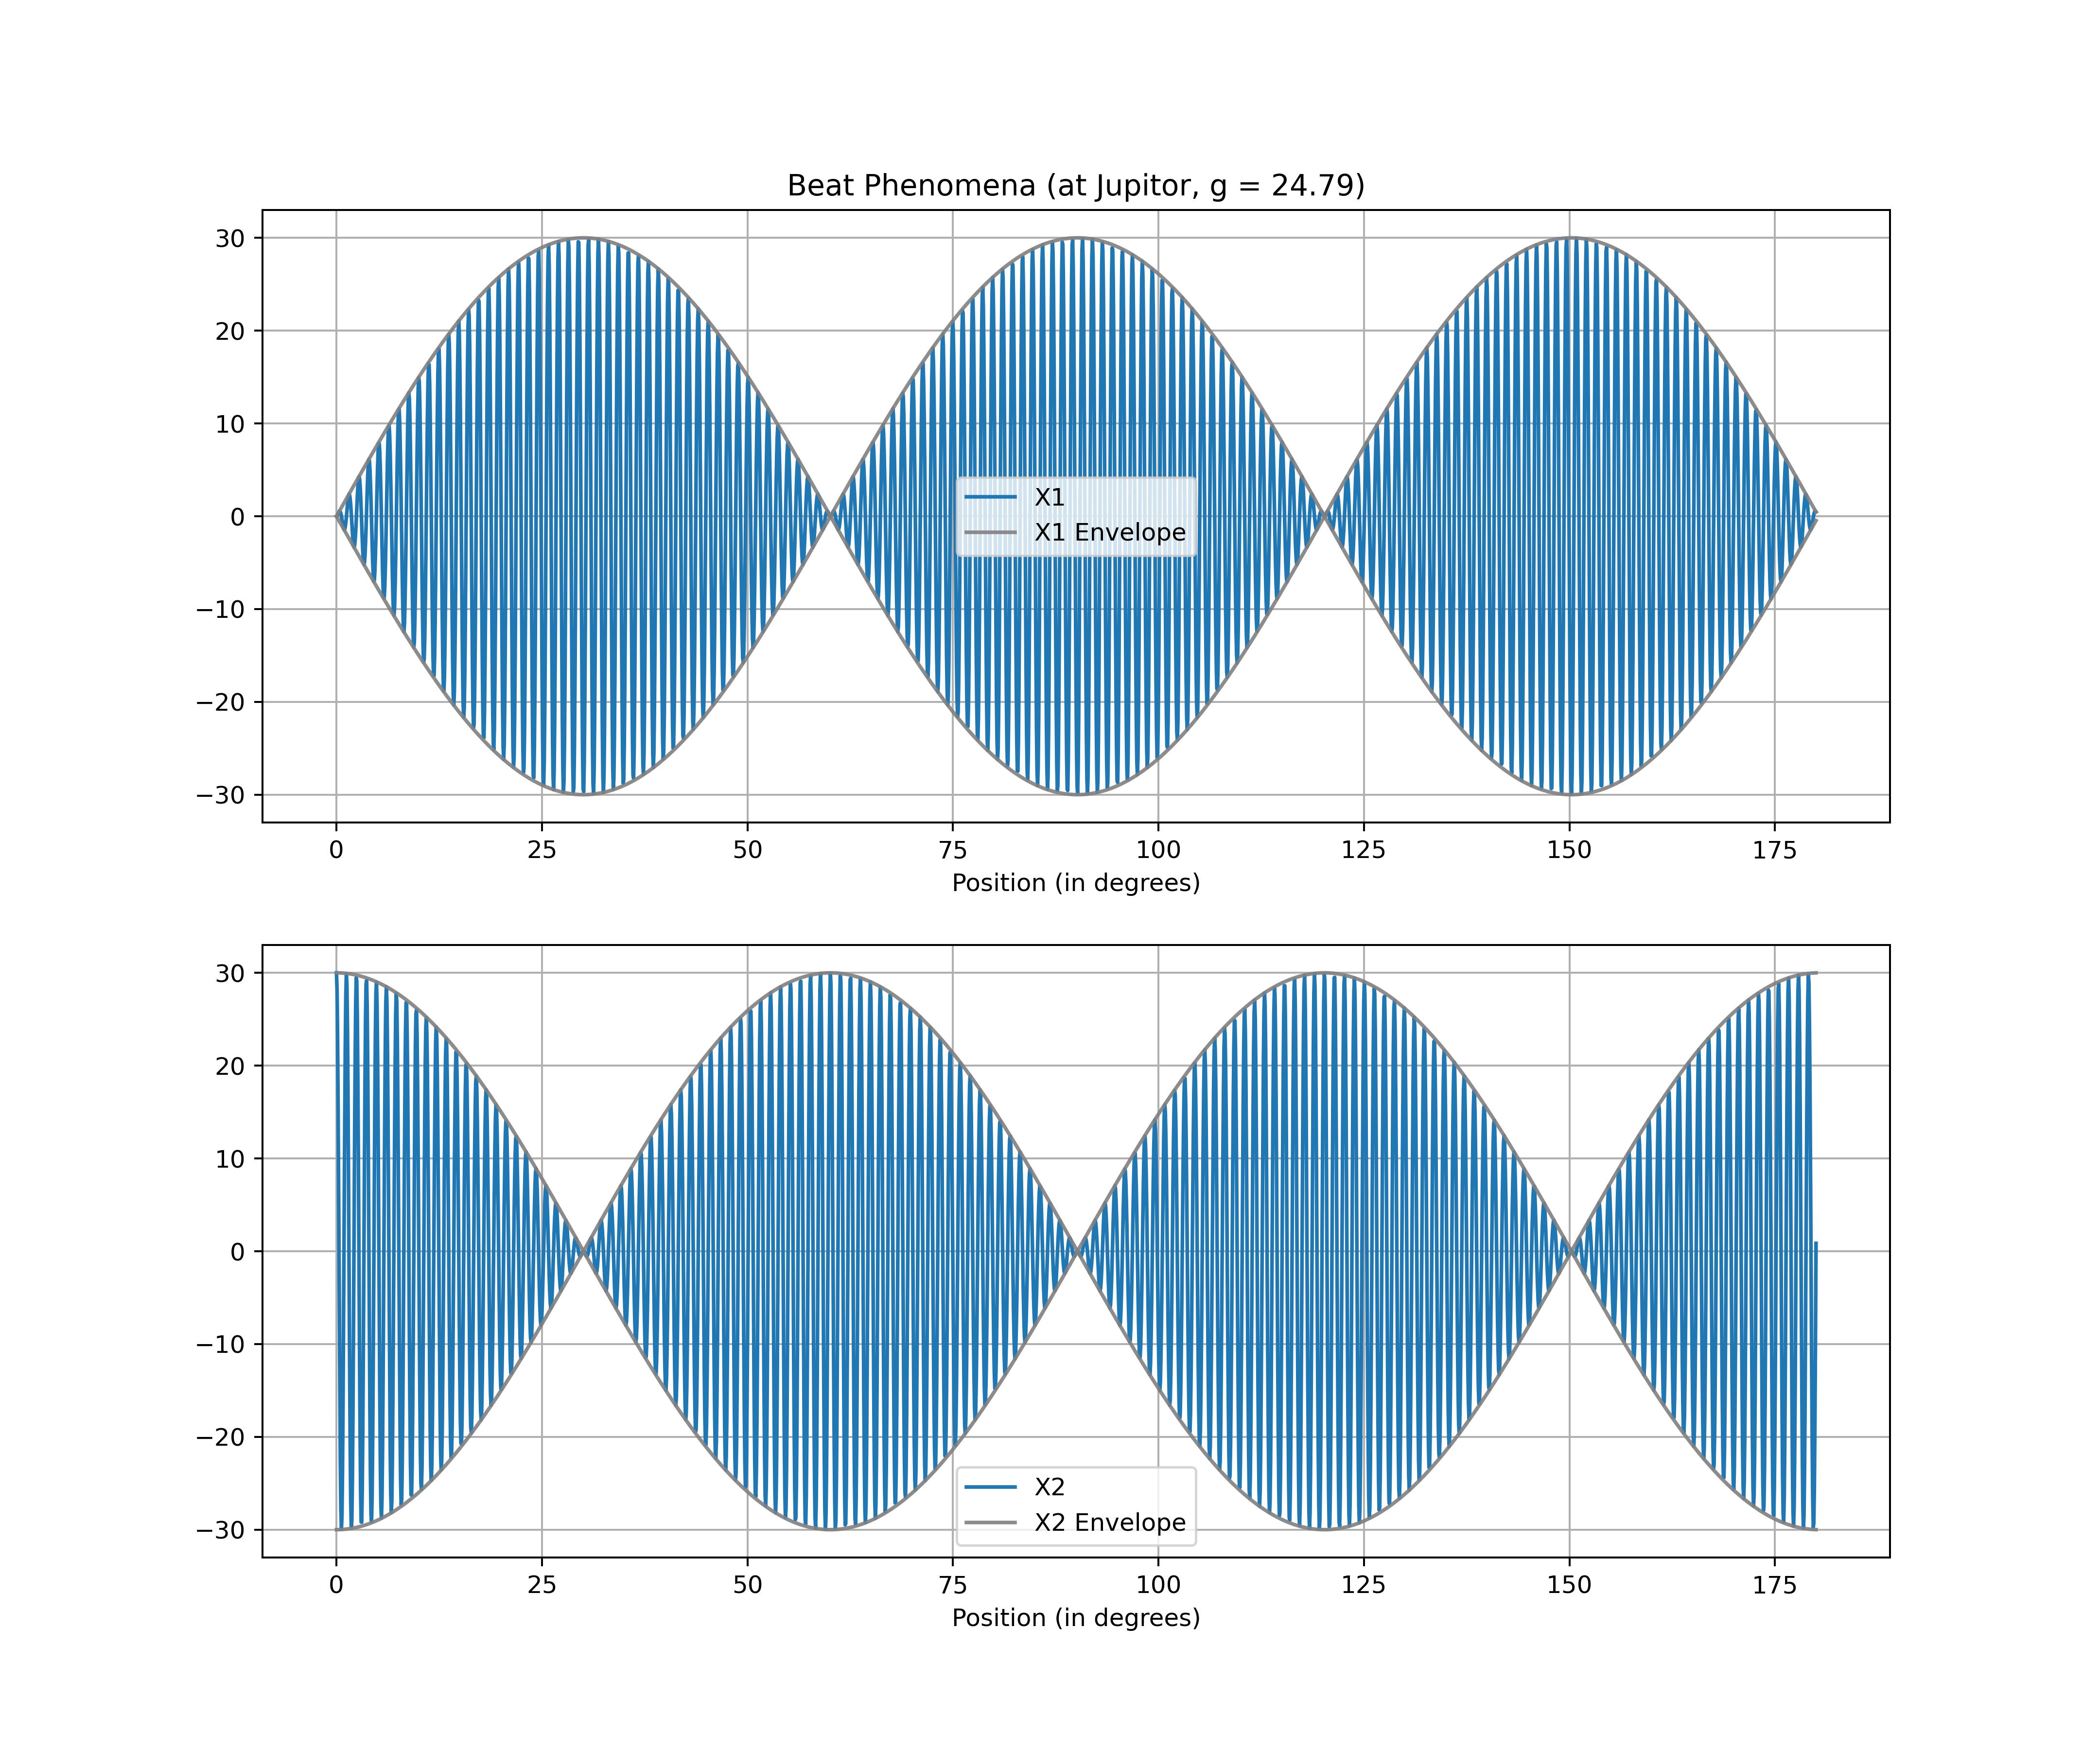 Beat Phenomena (at Jupitor, g = 24.79)
30
20
10
0
−10
−20
−30
X1
X1 Envelope
0 25 50 75 100 125 150 175
Position (in degrees)
30
20
10
0
−10
−20
−30
X2
X2 Envelope
0 25 50 75 100 125 150 175
Position (in degrees)